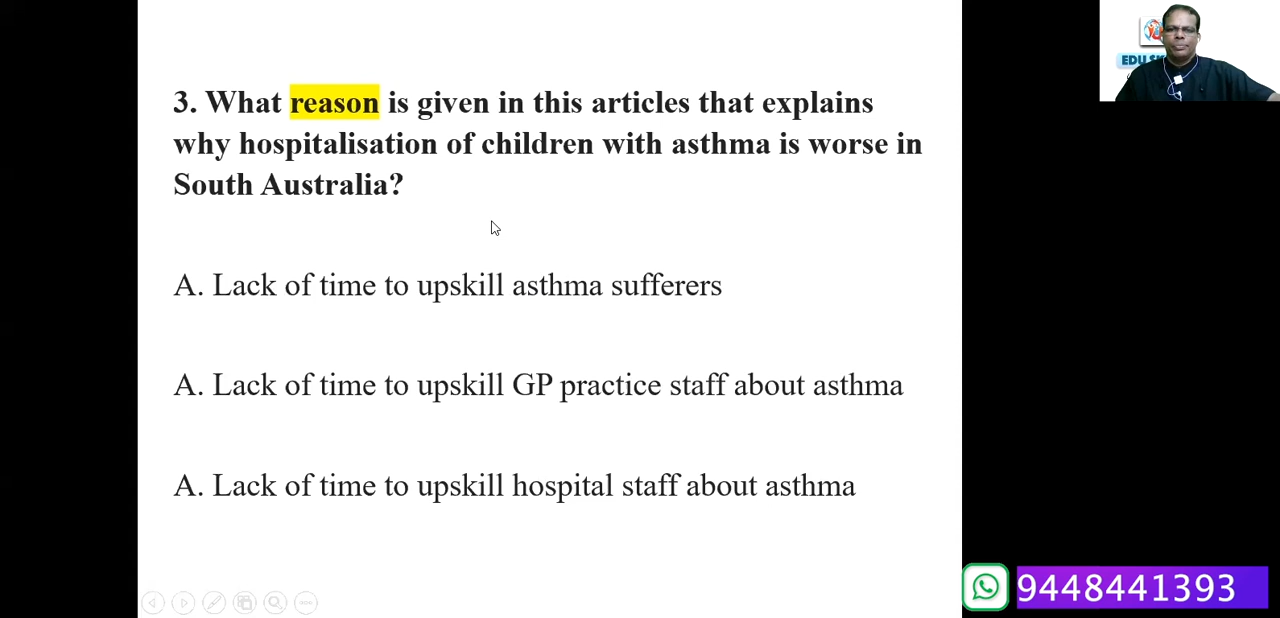 3. What reason is given in this articles that explains
why hospitalisation of children with asthma is worse in
South Australia?
A. Lack of time to upskill asthma sufferers
A. Lack of time to upskill GP practice staff about asthma
A. Lack of time to upskill hospital staff about asthma
EDU
9448441393